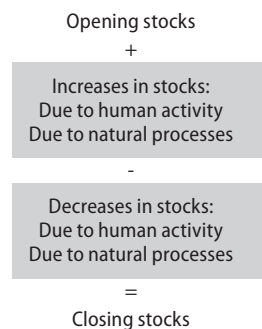 Opening stocks
+
Increases in stocks:
Due to human activity
Due to natural processes
-
Decreases in stocks:
Due to human activity
Due to natural processes
=
Closing stocks